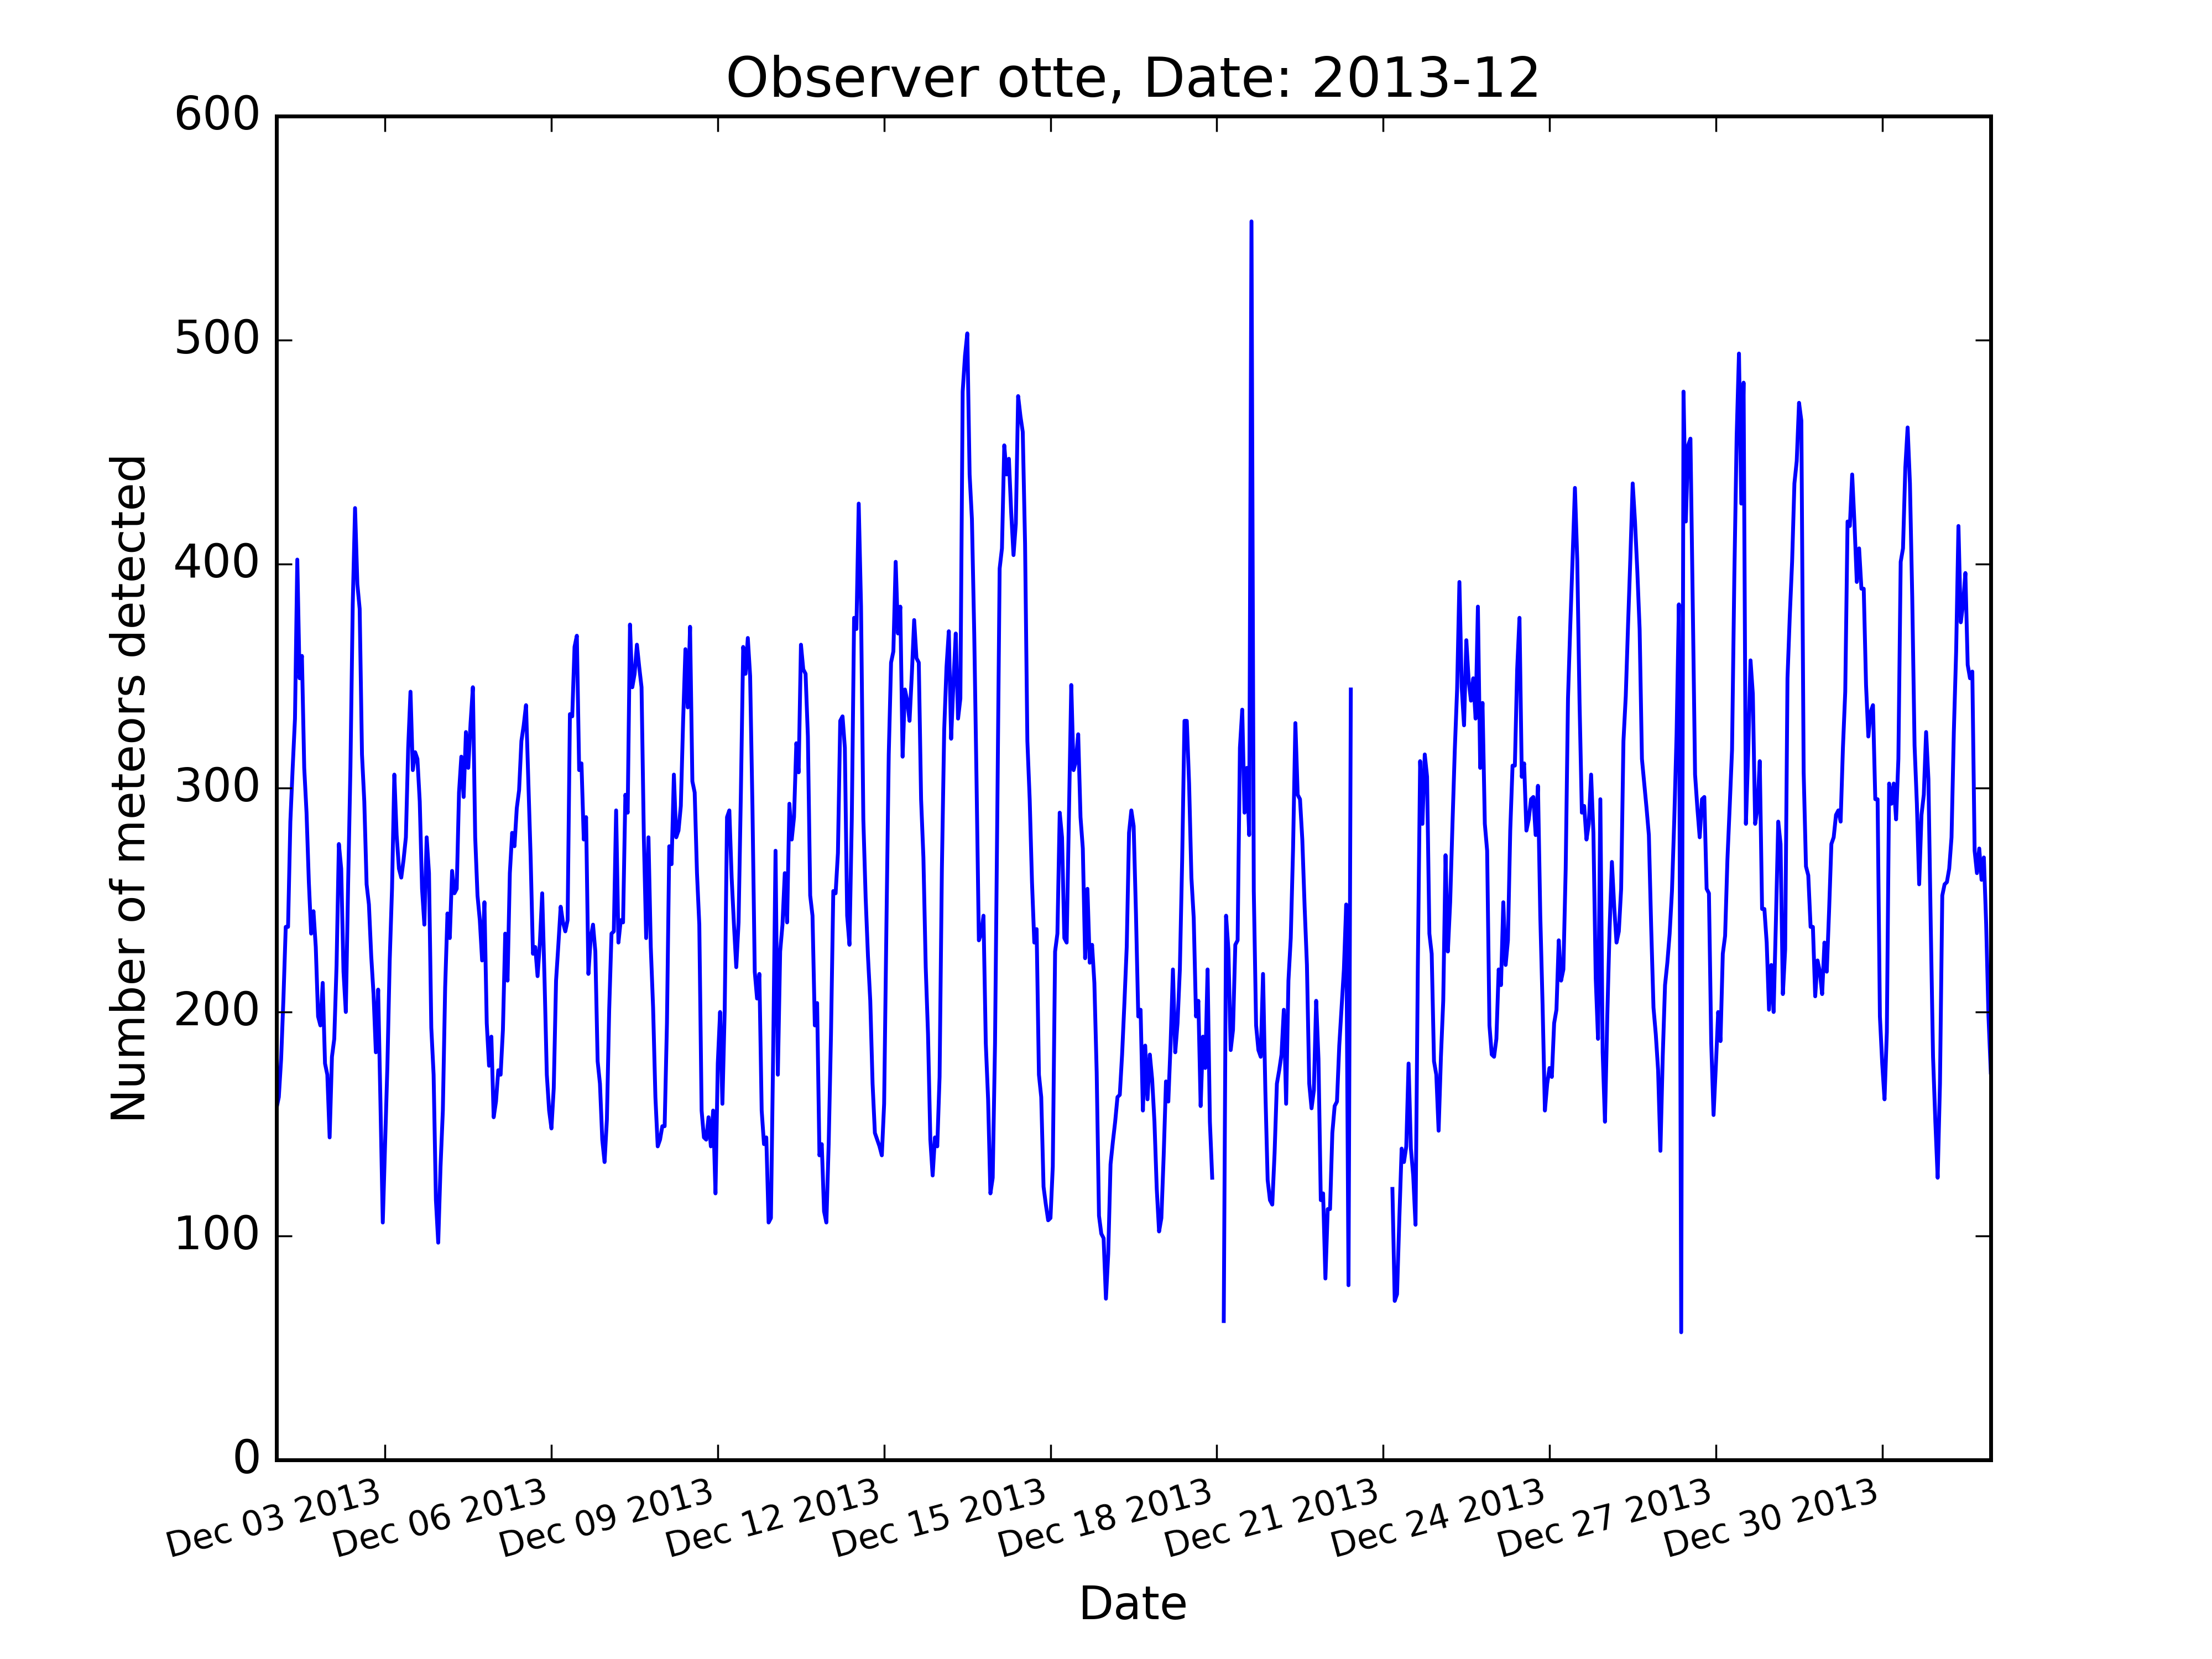 Observer otte, Date: 2013-12
600
500
400
300
200
100
0
Number of meteors detected
Dec 03 2013
Dec 06 2013
Dec 09 2013
Dec 12 2013
Dec 15 2013
Dec 18 2013
Dec 21 2013
Dec 24 2013
Dec 27 2013
Dec 30 2013
Date